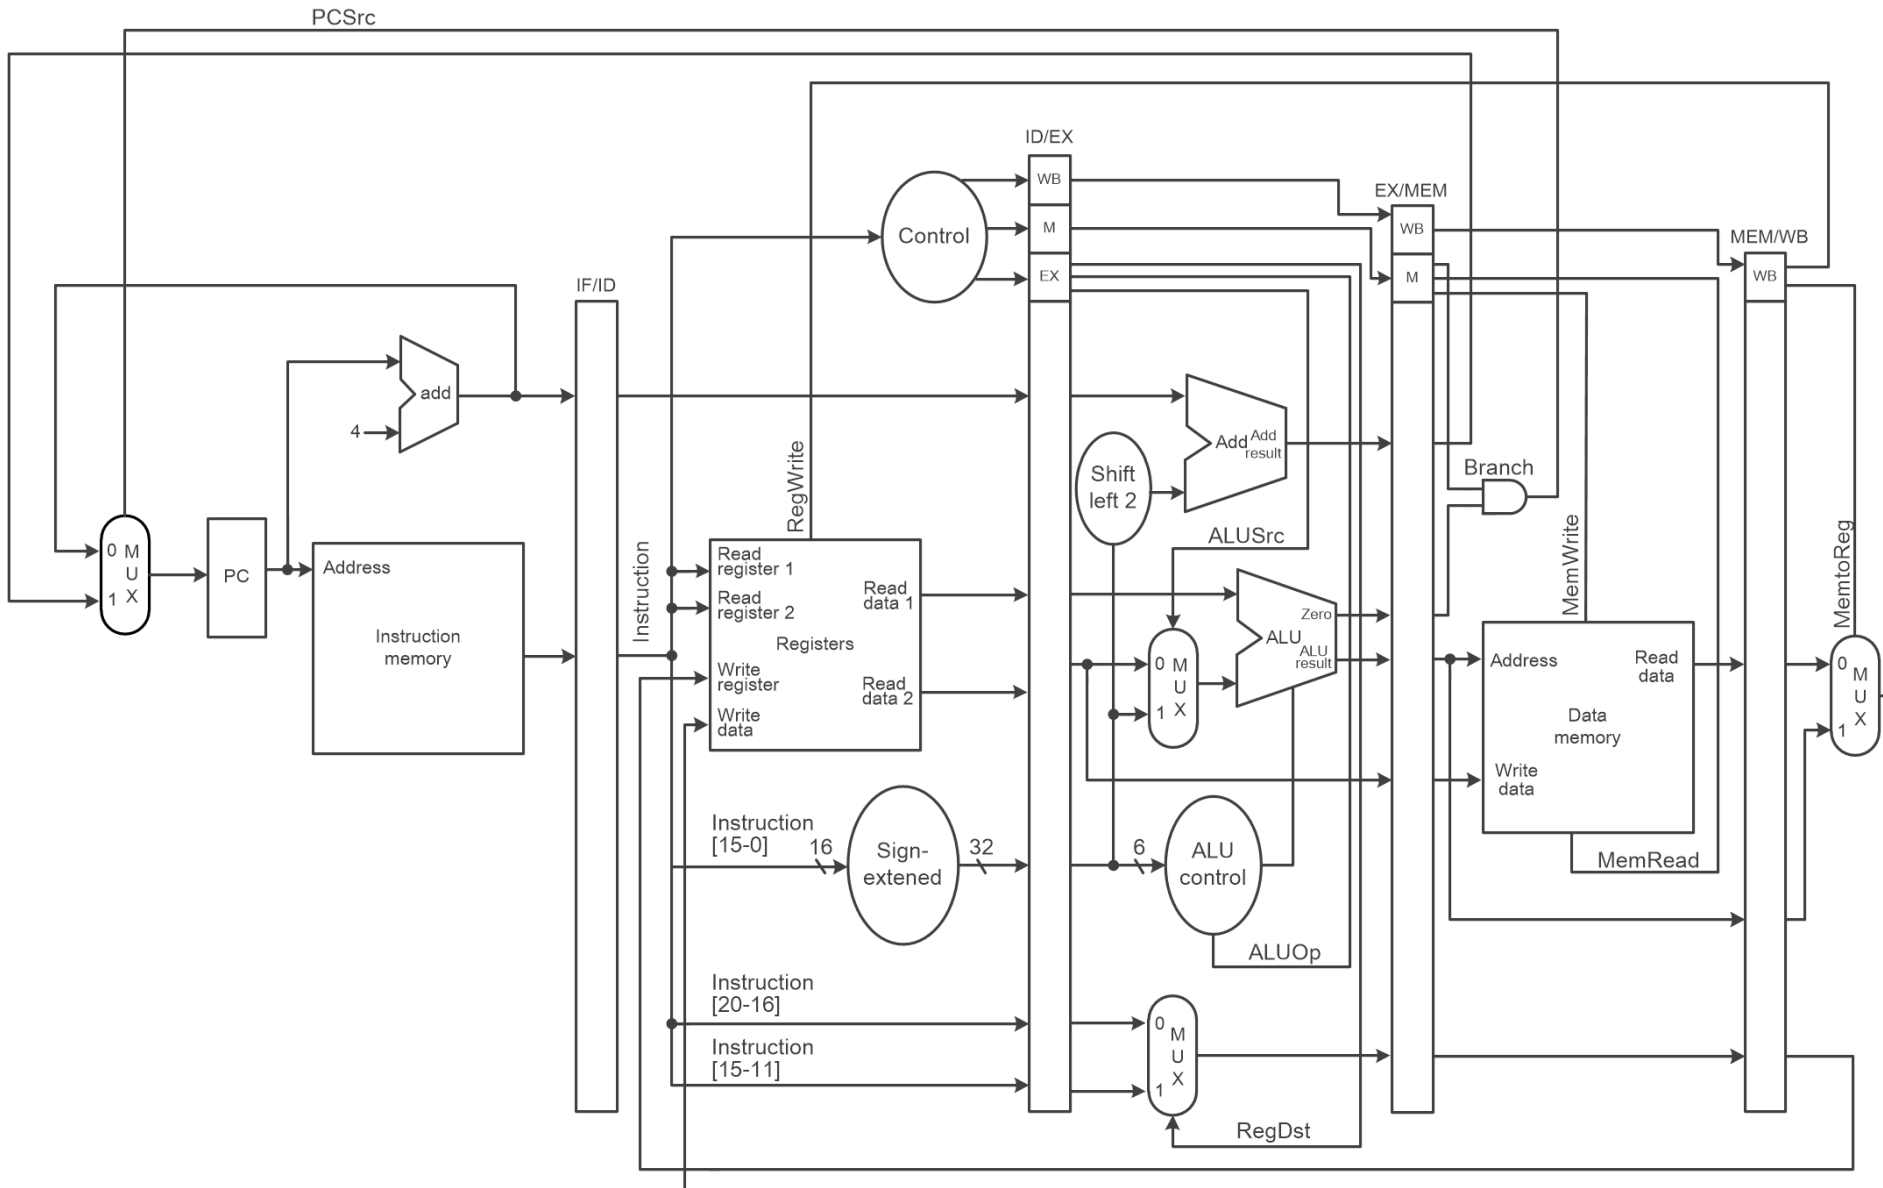 PCSrc
ID/EX
WB
EX/MEM
Control
M
WB
MEM/WB
EX
M
WB
IF/ID
add
4
Add
Add
result
Shift
left 2
Branch
RegWrite
ALUSrc
MemWrite
MemtoReg
0
M
U
X
1
PC
Address
Instruction
memory
Instruction
Read
register 1
Read
register 2
Write
register
Write
data
Registers
Read
data 1
Read
data 2
0
M
U
X
1
Zero
ALU
ALU
result
Address
Read
data
Data
memory
Write
data
0
M
U
X
1
Instruction
[15-0]
16
Sign-
extened
32
6
ALU
control
MemRead
ALUOp
Instruction
[20-16]
Instruction
[15-11]
0
M
U
X
1
RegDst